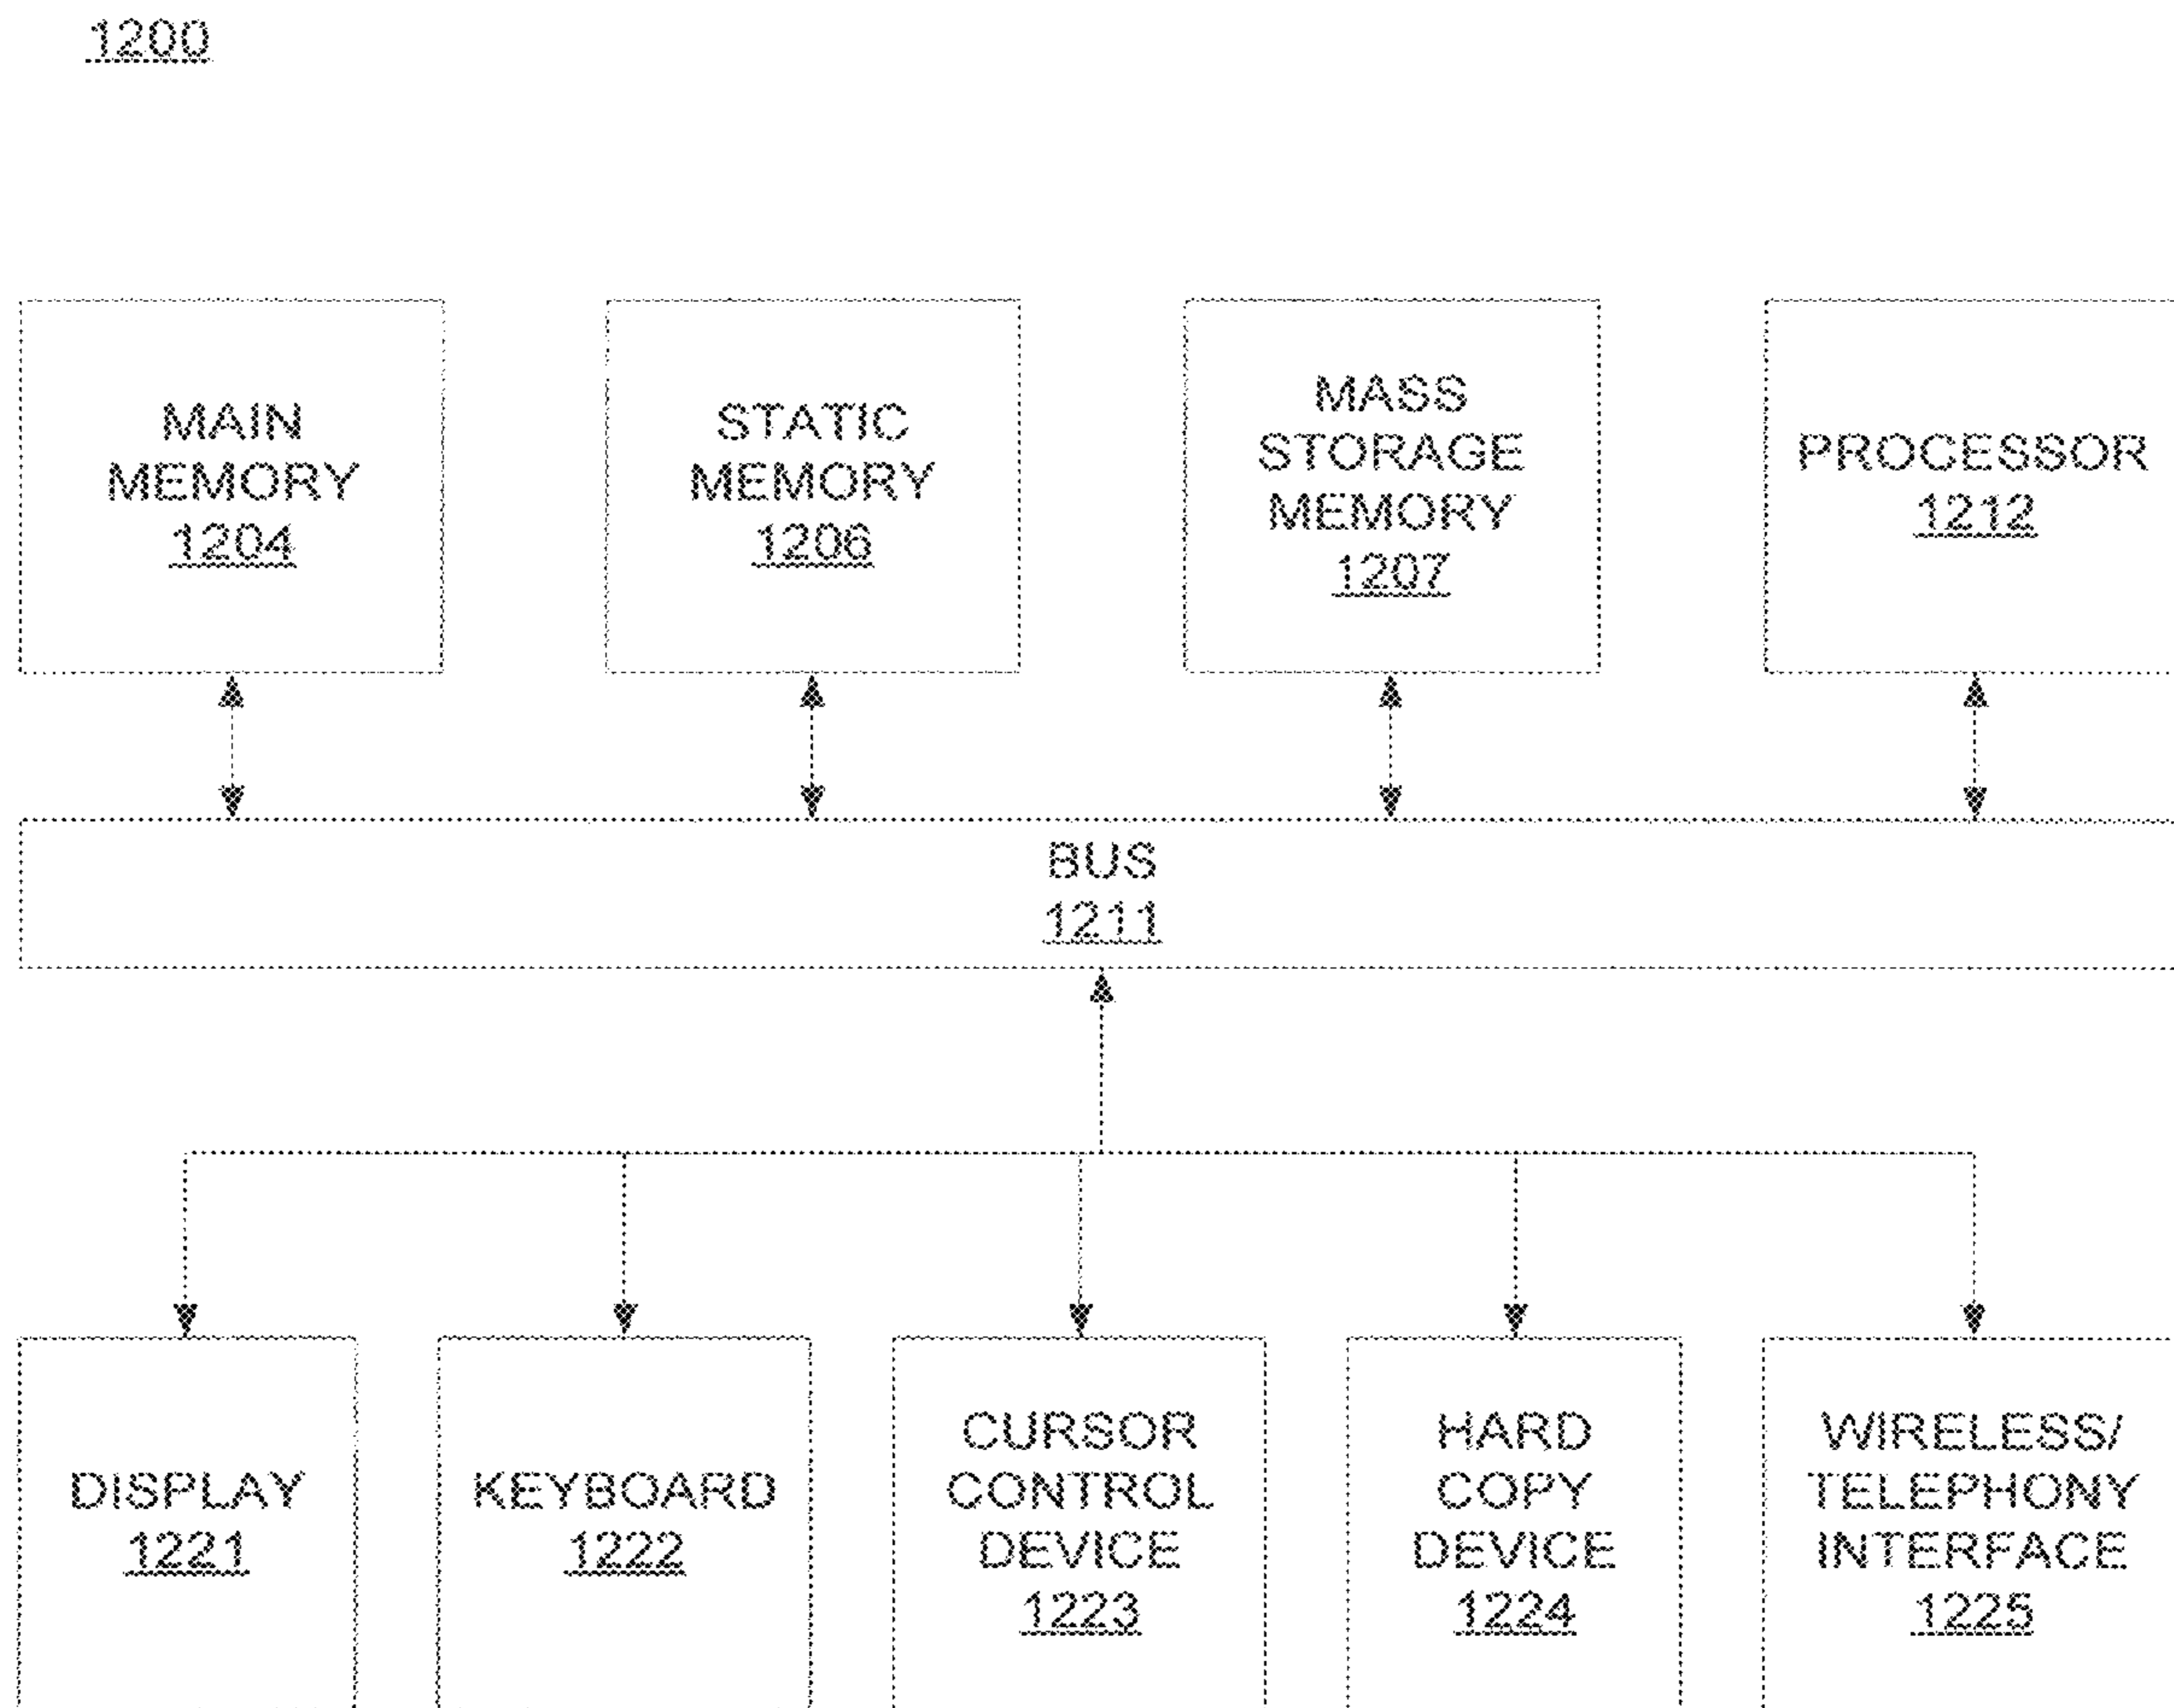 1200
MAIN
MEMORY
1204
STATIC
MEMORY
1206
MASS
STORAGE
MEMORY
1207
PROCESSOR
1212
BUS
1211
DISPLAY
1221
KEYBOARD
1222
CURSOR
CONTROL
DEVICE
1223
HARD
COPY
DEVICE
1224
WIRELESS/
TELEPHONY
INTERFACE
1225